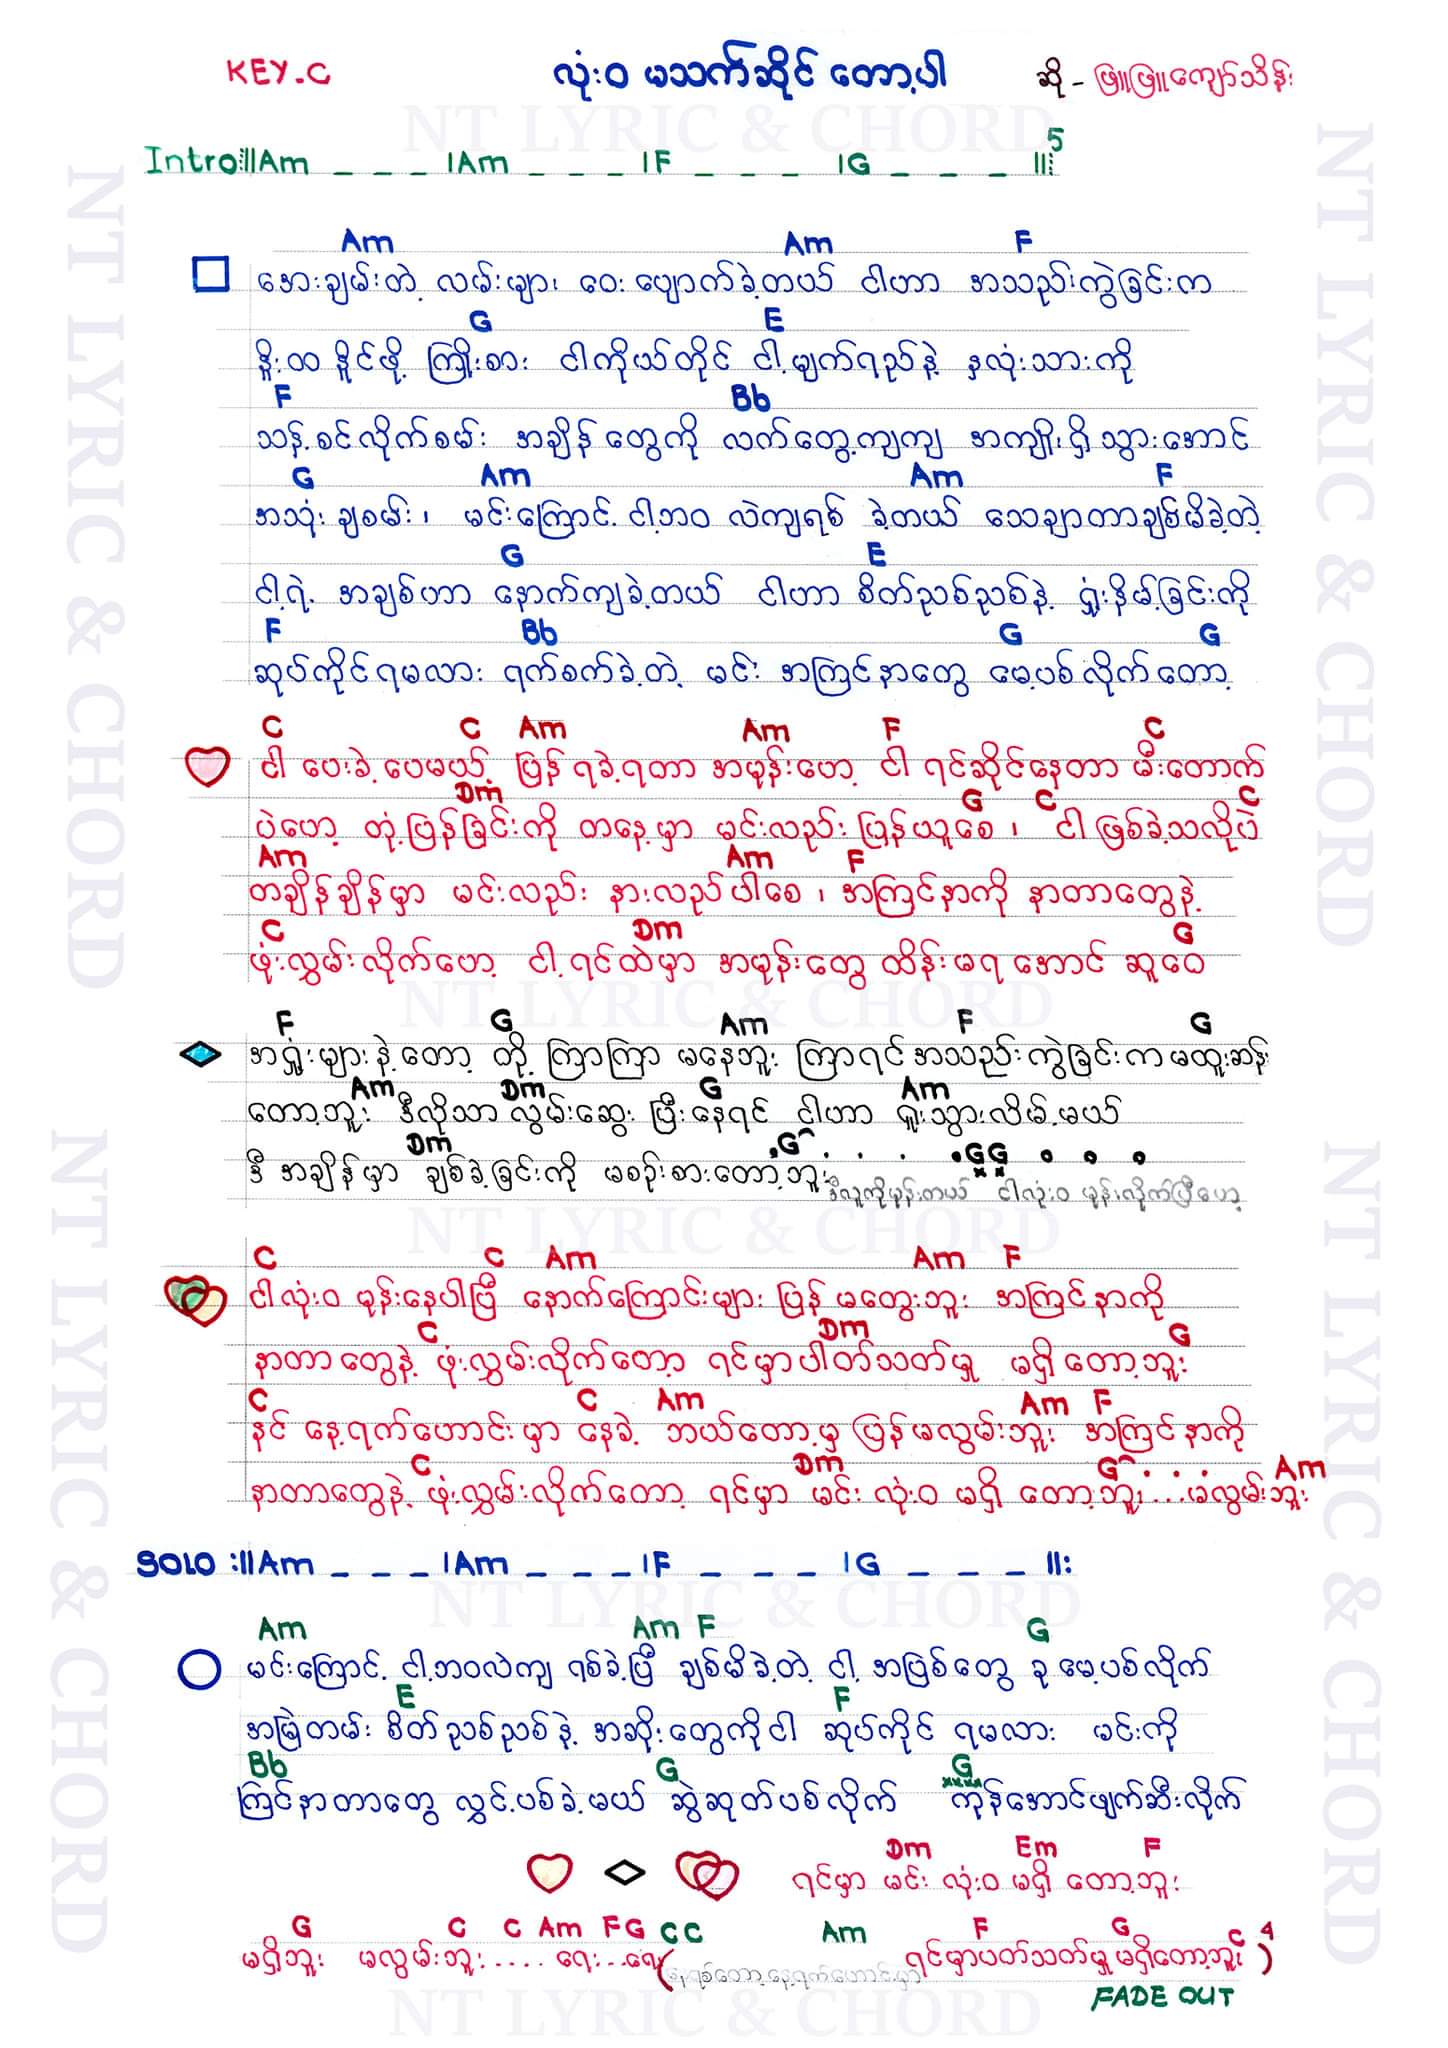 KEY-C လုံးဝ မသက်ဆိုင် တော့ပါ ဆို - ဖြူဖြူကျော်သိန်း
NT LYRIC & CHORD
Intro:||Am _ _ _ |Am _ _ _ |F _ _ _ |G _ _ _ ||: 5
Am Am F
အေးချမ်းတဲ့ လမ်းများ ဝေး ပျောက်ခဲ့တယ် ငါဟာ အသည်းကွဲခြင်းက
G E
နိုးထ နိုင်ဖို့ ကြိုးစား ငါကိုယ်တိုင် ငါ့မျက်ရည်နဲ့ နှလုံးသားကို
F Bb
သန့်စင်လိုက်စမ်း အချိန်တွေကို လက်တွေ့ကျကျ အကျိုးရှိသွားအောင်
G Am Am F
အသုံးချစမ်း၊ မင်းကြောင့် ငါ့ဘဝ လဲကျရစ် ခဲ့တယ် သေချာတာချစ်မိခဲ့တဲ့
G E
ငါ့ရဲ့ အချစ်ဟာ နောက်ကျခဲ့တယ် ငါဟာ စိတ်ညစ်ညစ်နဲ့ ရှုံးနိမ့်ခြင်းကို
F Bb G G
ဆုပ်ကိုင်ရမလား ရက်စက်ခဲ့တဲ့ မင်း အကြင်နာတွေ မေ့ပစ်လိုက်တော့
C C Am Am F C
ငါ ပေးခဲ့ပေမယ့် ပြန်ရခဲ့ရတာ အမုန်းဟေ့ ငါ ရင်ဆိုင်နေတာ မီးတောက်
Dm G C C
ပဲဟေ့ တုံ့ပြန်ခြင်းကို တနေ့မှာ မင်းလည်း ပြန်ယူစေ၊ ငါဖြစ်ခဲ့သလိုပဲ
Am Am F
တချိန်ချိန်မှာ မင်းလည်း နားလည်ပါစေ၊ အကြင်နာကို နာတာတွေနဲ့
C Dm G
ဖုံးလွှမ်းလိုက်ဟေ့ ငါ့ရင်ထဲမှာ အမုန်းတွေ ထိန်းမရအောင် ဆူဝေ
F G Am F G
အရှုံးများနဲ့တော့ တို့ ကြာကြာ မနေဘူး ကြာရင်အသည်းကွဲခြင်းက မထူးဆန်း
Am Dm G Am
တော့ဘူး ဒီလိုသာ လွမ်းဆွေး ပြီးနေရင် ငါဟာ ရူးသွားလိမ့်မယ်
Dm G . . . . GG
ဒီ အချိန်မှာ ချစ်ခဲ့ခြင်းကို မစဉ်းစားတော့ဘူး ဒီလူကိုမုန်းတယ် ငါလုံးဝ မုန်းလိုက်ပြီဟေ့
NT LYRIC & CHORD
C C Am Am F
ငါလုံးဝ မုန်းနေပါပြီ နောက်ကြောင်းများ ပြန်မတွေးဘူး အကြင်နာကို
C Dm G
နာတာတွေနဲ့ ဖုံးလွှမ်းလိုက်တော့ ရင်မှာပါတ်သတ်မှု မရှိတော့ဘူး
C C Am Am F
နင် နေ့ရက်ဟောင်းမှာ နေခဲ့ ဘယ်တော့မှ ပြန်မလွမ်းဘူး အကြင်နာကို
C Dm G . . . Am
နာတာတွေနဲ့ ဖုံးလွှမ်းလိုက်တော့ ရင်မှာ မင်း လုံးဝ မရှိ တော့ဘူး...မလွမ်းဘူး
SOLO :||Am _ _ _ |Am _ _ _ |F _ _ _ |G _ _ _ ||:
NT LYRIC & CHORD
Am Am F G
မင်းကြောင့် ငါ့ဘဝလဲကျ ရစ်ခဲ့ပြီ ချစ်မိခဲ့တဲ့ ငါ့ အဖြစ်တွေ ခု မေ့ပစ်လိုက်
E F
အမြဲတမ်း စိတ်ညစ်ညစ်နဲ့ အဆိုးတွေကိုငါ ဆုပ်ကိုင် ရမလား မင်းကို
Bb G G
ကြင်နာတာတွေ လွှင့်ပစ်ခဲ့မယ် ဆွဲဆုတ်ပစ်လိုက် ကုန်အောင်ဖျက်ဆီးလိုက်
Dm Em F
ရင်မှာ မင်း လုံးဝ မရှိ တော့ဘူး
G C C Am F G C C Am F G C 4
မရှိဘူး မလွမ်းဘူး.... ရေး...ရေး ( နေရစ်တော့နေ့ရက်ဟောင်းမှာ ရင်မှာပတ်သတ်မှု မရှိတော့ဘူး )
FADE OUT
NT LYRIC & CHORD